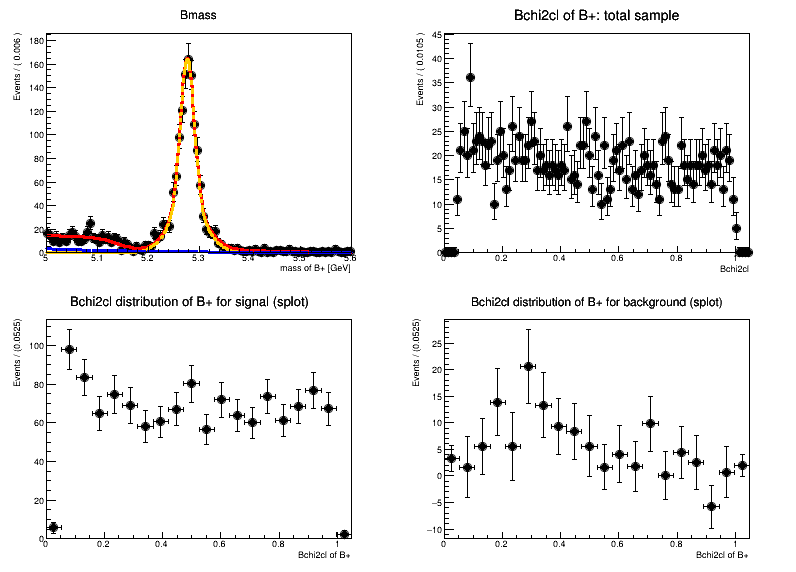 Bmass
Events / ( 0.006 )
180
160
140
120
100
80
60
40
20
0
5 5.1 5.2 5.3 5.4 5.5 5.6
mass of B+ [GeV]
Bchi2cl of B+: total sample
Events / ( 0.0105 )
45
40
35
30
25
20
15
10
5
0
0 0.2 0.4 0.6 0.8 1
Bchi2cl
Bchi2cl distribution of B+ for signal (splot)
Events / (0.0525)
100
80
60
40
20
0
0 0.2 0.4 0.6 0.8 1
Bchi2cl of B+
Bchi2cl distribution of B+ for background (splot)
Events / (0.0525)
25
20
15
10
5
0
−5
−10
0 0.2 0.4 0.6 0.8 1
Bchi2cl of B+